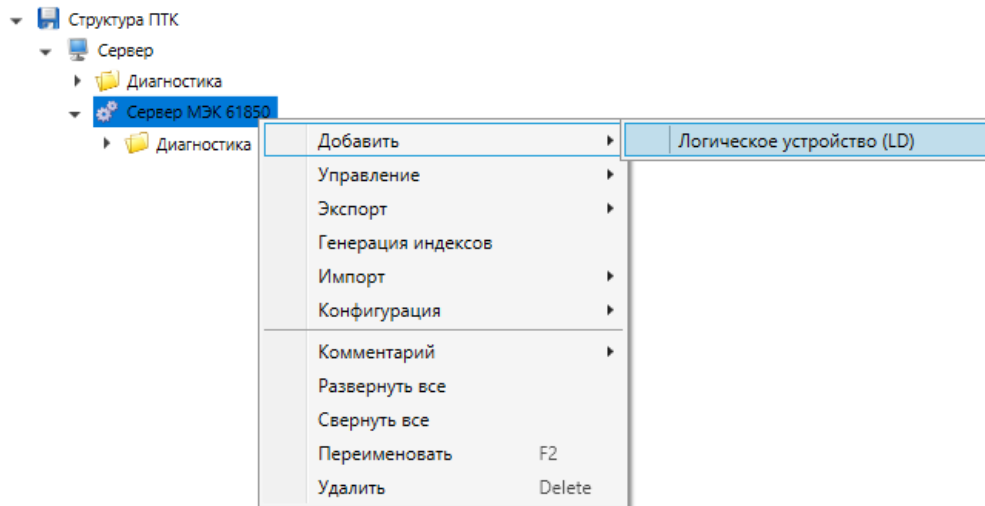 Структура ПТК
Сервер
Диагностика
Сервер МЭК 61850
Диагностика
Добавить
Логическое устройство (LD)
Управление
Экспорт
Генерация индексов
Импорт
Конфигурация
Комментарий
Развернуть все
Свернуть все
Переименовать F2
Удалить Delete